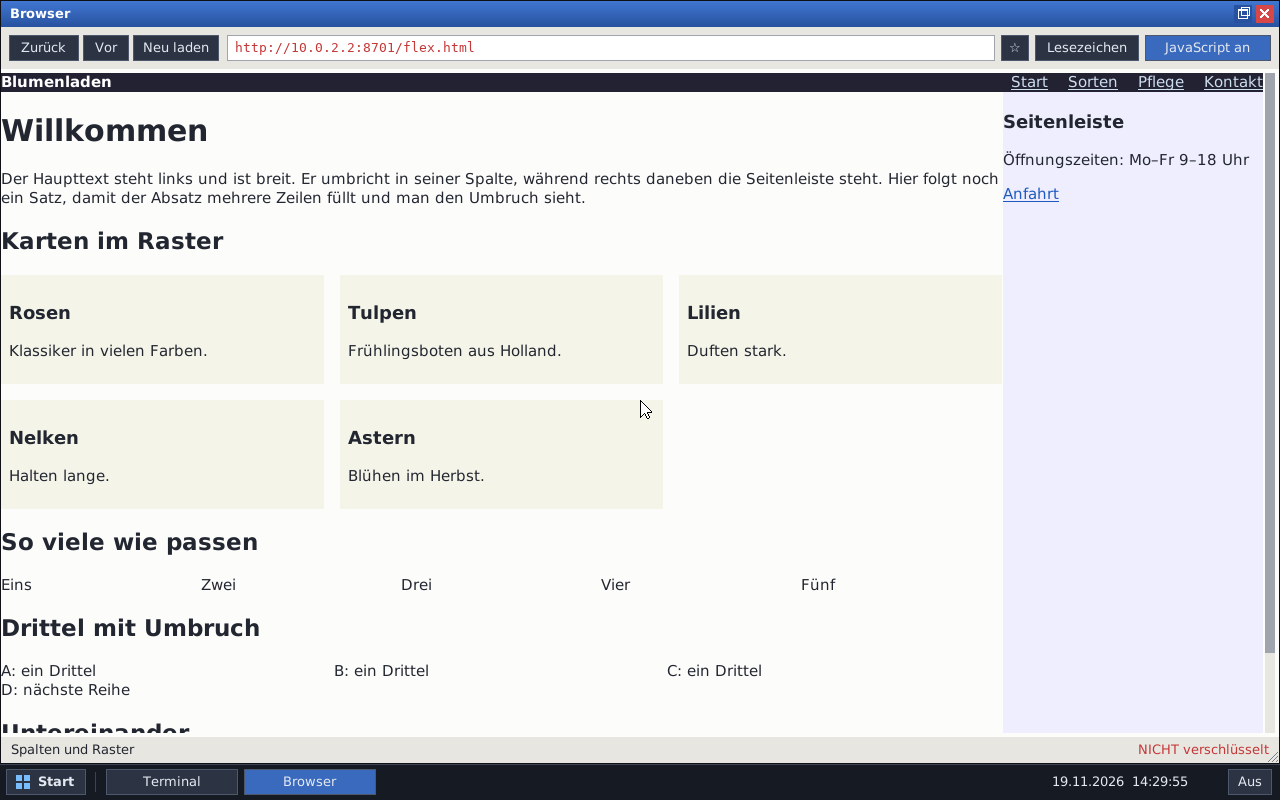 Browser
Zurück Vor Neu laden http://10.0.2.2:8701/flex.html ☆ Lesezeichen JavaScript an
Blumenladen Start Sorten Pflege Kontakt
Willkommen
Der Haupttext steht links und ist breit. Er umbricht in seiner Spalte, während rechts daneben die Seitenleiste steht. Hier folgt noch
ein Satz, damit der Absatz mehrere Zeilen füllt und man den Umbruch sieht.
Seitenleiste
Öffnungszeiten: Mo–Fr 9–18 Uhr
Anfahrt
Karten im Raster
Rosen
Klassiker in vielen Farben.
Tulpen
Frühlingsboten aus Holland.
Lilien
Duften stark.
Nelken
Halten lange.
Astern
Blühen im Herbst.
So viele wie passen
Eins Zwei Drei Vier Fünf
Drittel mit Umbruch
A: ein Drittel B: ein Drittel C: ein Drittel
D: nächste Reihe
Untereinander
Spalten und Raster NICHT verschlüsselt
Start Terminal Browser 19.11.2026 14:29:55 Aus